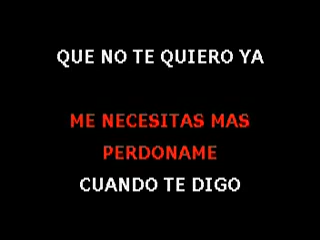 QUE NO TE QUIERO YA
ME NECESITAS MAS
PERDONAME
CUANDO TE DIGO